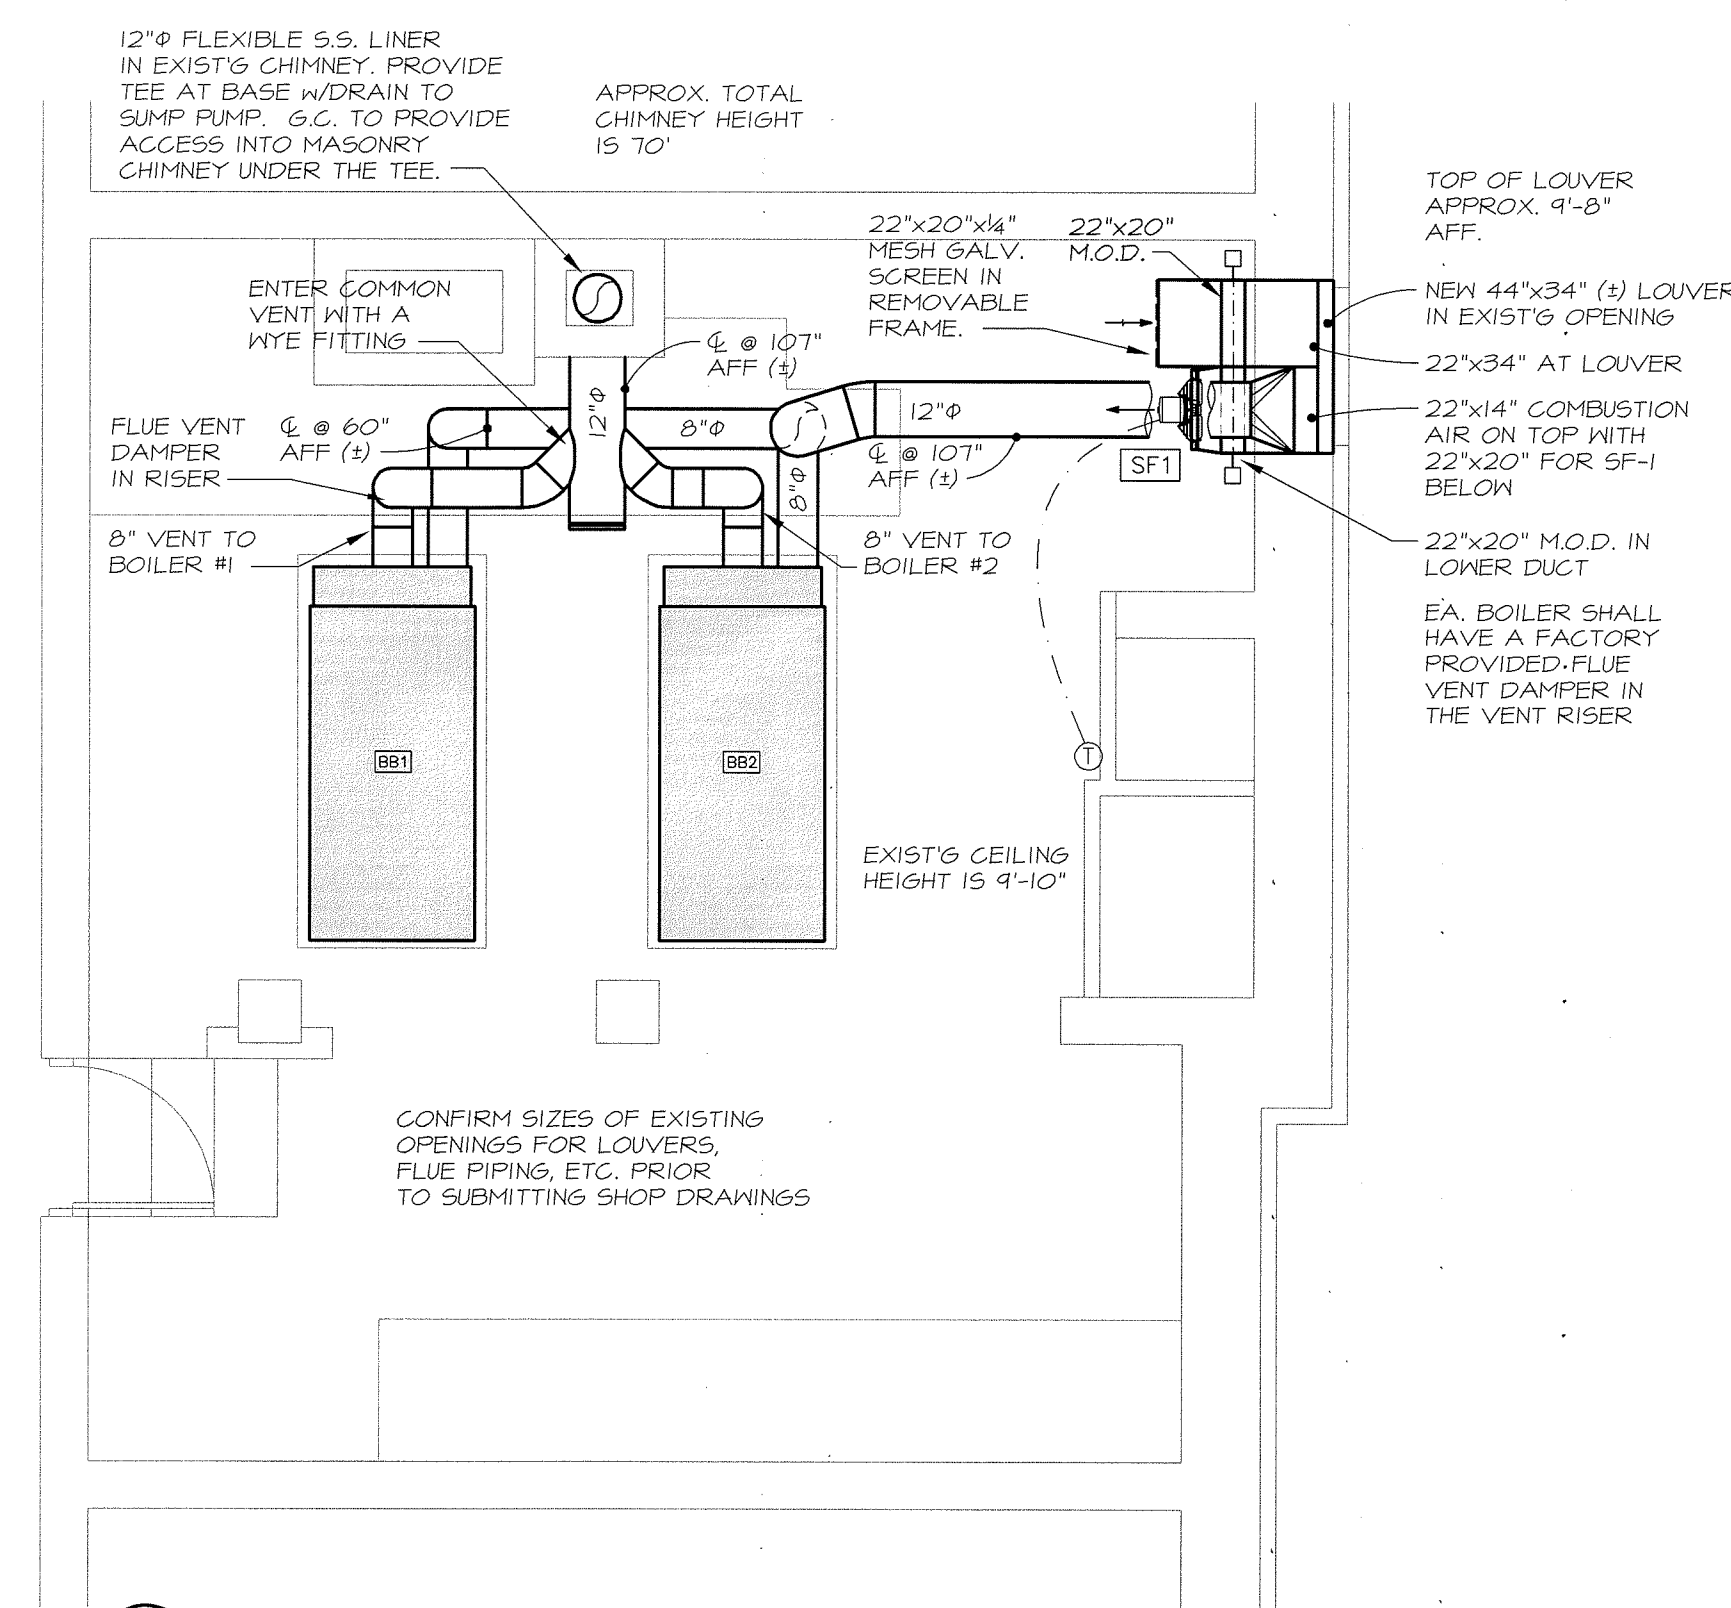 12"Φ FLEXIBLE S.S. LINER
IN EXIST'G CHIMNEY. PROVIDE
TEE AT BASE w/DRAIN TO
SUMP PUMP. G.C. TO PROVIDE
ACCESS INTO MASONRY
CHIMNEY UNDER THE TEE.
APPROX. TOTAL
CHIMNEY HEIGHT
IS 70'
TOP OF LOUVER
APPROX. 9'-8"
AFF.
22"x20"x¼"
MESH GALV.
SCREEN IN
REMOVABLE
FRAME.
22"x20"
M.O.D.
ENTER COMMON
VENT WITH A
WYE FITTING
℄ @ 107"
AFF (±)
NEW 44"x34" (±) LOUVER
IN EXIST'G OPENING
22"x34" AT LOUVER
22"x14" COMBUSTION
AIR ON TOP WITH
22"x20" FOR SF-1
BELOW
FLUE VENT
DAMPER
IN RISER
℄ @ 60"
AFF (±)
12"Φ
8"Φ
8"Φ
12"Φ
℄ @ 107"
AFF (±)
SF1
8" VENT TO
BOILER #1
8" VENT TO
BOILER #2
22"x20" M.O.D. IN
LOWER DUCT
EA. BOILER SHALL
HAVE A FACTORY
PROVIDED FLUE
VENT DAMPER IN
THE VENT RISER
BB1
BB2
T
EXIST'G CEILING
HEIGHT IS 9'-10"
CONFIRM SIZES OF EXISTING
OPENINGS FOR LOUVERS,
FLUE PIPING, ETC. PRIOR
TO SUBMITTING SHOP DRAWINGS